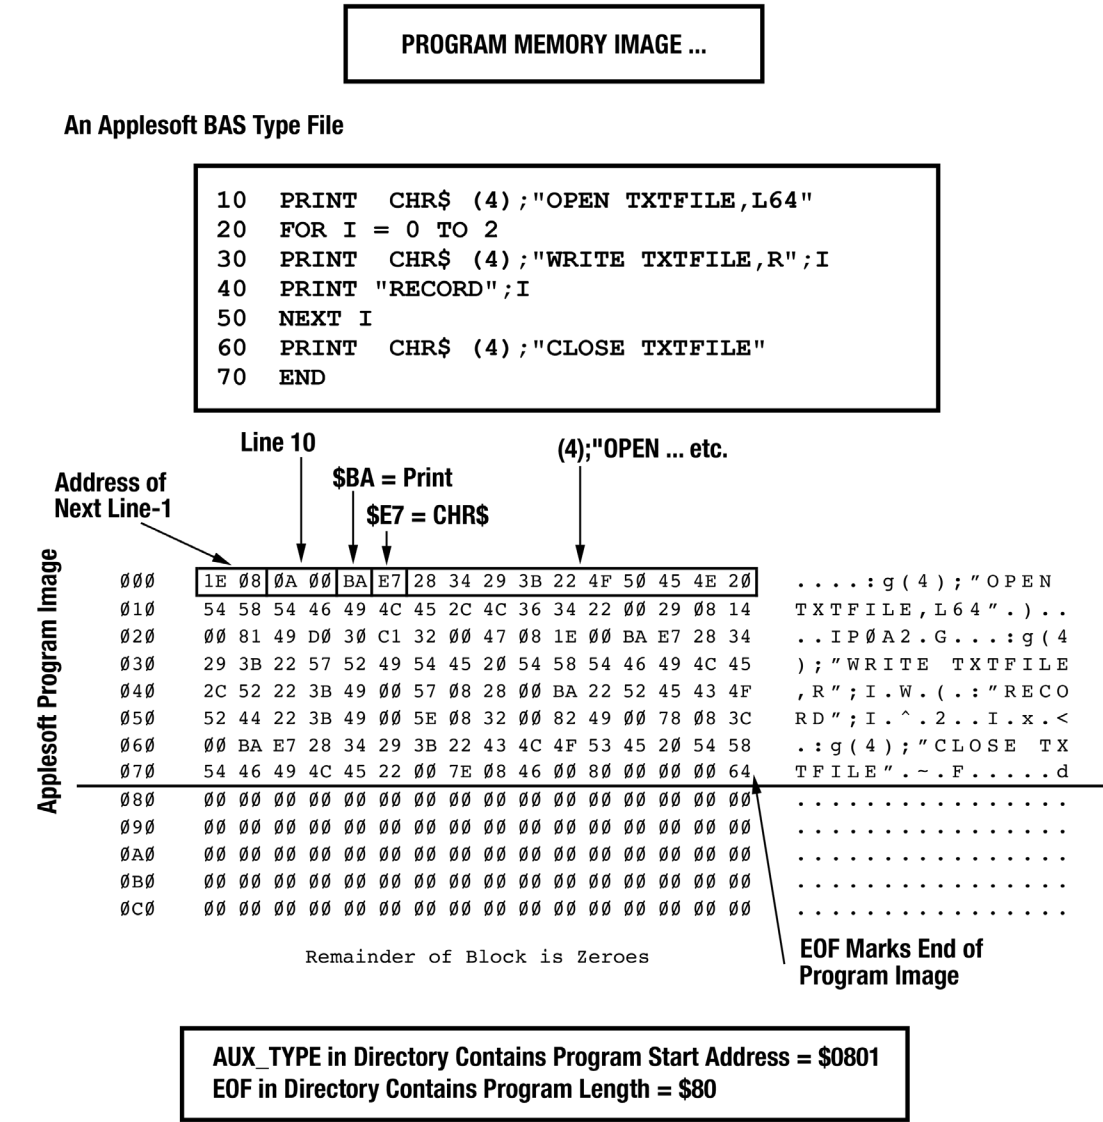 PROGRAM MEMORY IMAGE ...
An Applesoft BAS Type File
10 PRINT CHR$ (4);"OPEN TXTFILE,L64"
20 FOR I = 0 TO 2
30 PRINT CHR$ (4);"WRITE TXTFILE,R";I
40 PRINT "RECORD";I
50 NEXT I
60 PRINT CHR$ (4);"CLOSE TXTFILE"
70 END
Line 10
(4);"OPEN ... etc.
Address of
Next Line-1
$BA = Print
$E7 = CHR$
Applesoft Program Image
ØØØ 1E Ø8 ØA ØØ BA E7 28 34 29 3B 22 4F 5Ø 45 4E 2Ø ....:g(4);"OPEN
Ø1Ø 54 58 54 46 49 4C 45 2C 4C 36 34 22 ØØ 29 Ø8 14 TXTFILE,L64".)..
Ø2Ø ØØ 81 49 DØ 3Ø C1 32 ØØ 47 Ø8 1E ØØ BA E7 28 34 ..IPØA2.G...:g(4
Ø3Ø 29 3B 22 57 52 49 54 45 2Ø 54 58 54 46 49 4C 45 );"WRITE TXTFILE
Ø4Ø 2C 52 22 3B 49 ØØ 57 Ø8 28 ØØ BA 22 52 45 43 4F ,R";I.W.(.:"RECO
Ø5Ø 52 44 22 3B 49 ØØ 5E Ø8 32 ØØ 82 49 ØØ 78 Ø8 3C RD";I.^.2..I.x.<
Ø6Ø ØØ BA E7 28 34 29 3B 22 43 4C 4F 53 45 2Ø 54 58 .:g(4);"CLOSE TX
Ø7Ø 54 46 49 4C 45 22 ØØ 7E Ø8 46 ØØ 8Ø ØØ ØØ ØØ 64 TFILE".~.F.....d
Ø8Ø ØØ ØØ ØØ ØØ ØØ ØØ ØØ ØØ ØØ ØØ ØØ ØØ ØØ ØØ ØØ ØØ ................
Ø9Ø ØØ ØØ ØØ ØØ ØØ ØØ ØØ ØØ ØØ ØØ ØØ ØØ ØØ ØØ ØØ ØØ ................
ØAØ ØØ ØØ ØØ ØØ ØØ ØØ ØØ ØØ ØØ ØØ ØØ ØØ ØØ ØØ ØØ ØØ ................
ØBØ ØØ ØØ ØØ ØØ ØØ ØØ ØØ ØØ ØØ ØØ ØØ ØØ ØØ ØØ ØØ ØØ ................
ØCØ ØØ ØØ ØØ ØØ ØØ ØØ ØØ ØØ ØØ ØØ ØØ ØØ ØØ ØØ ØØ ØØ ................
Remainder of Block is Zeroes
EOF Marks End of
Program Image
AUX_TYPE in Directory Contains Program Start Address = $0801
EOF in Directory Contains Program Length = $80